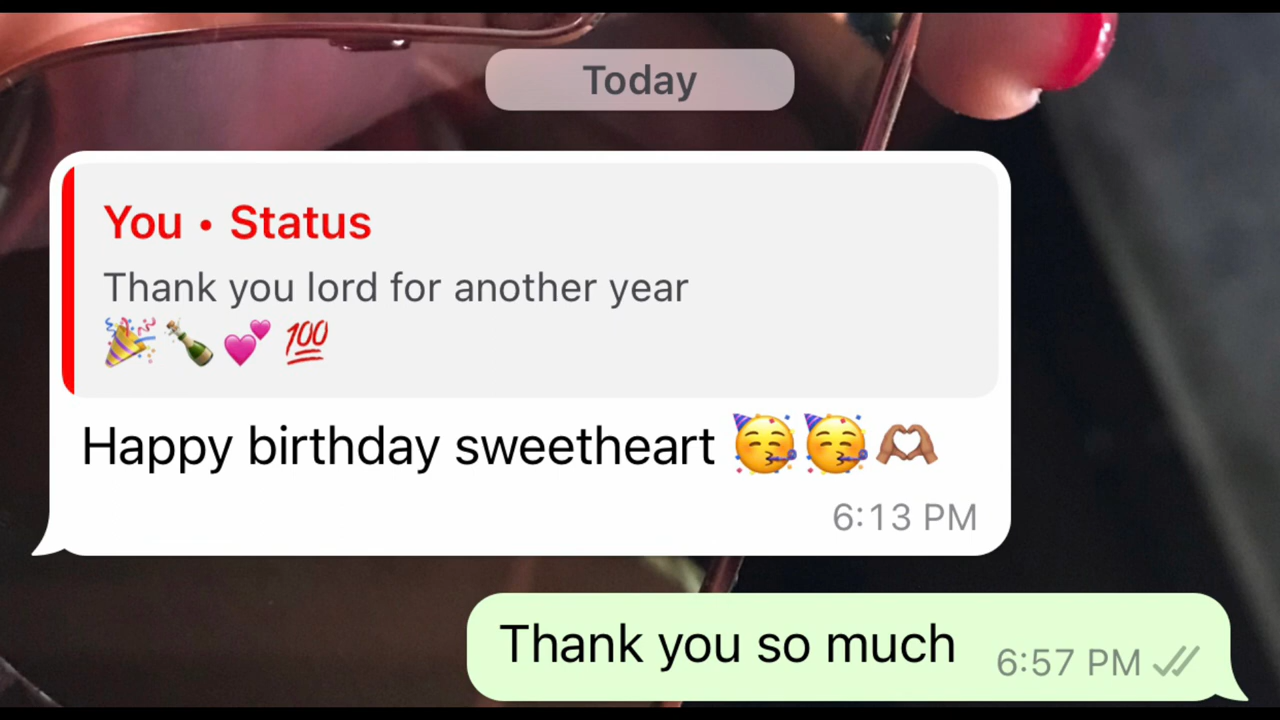 Today
You • Status
Thank you lord for another year
🎉🍾💕💯
Happy birthday sweetheart 🥳🥳🫶🏽
6:13 PM
Thank you so much 6:57 PM